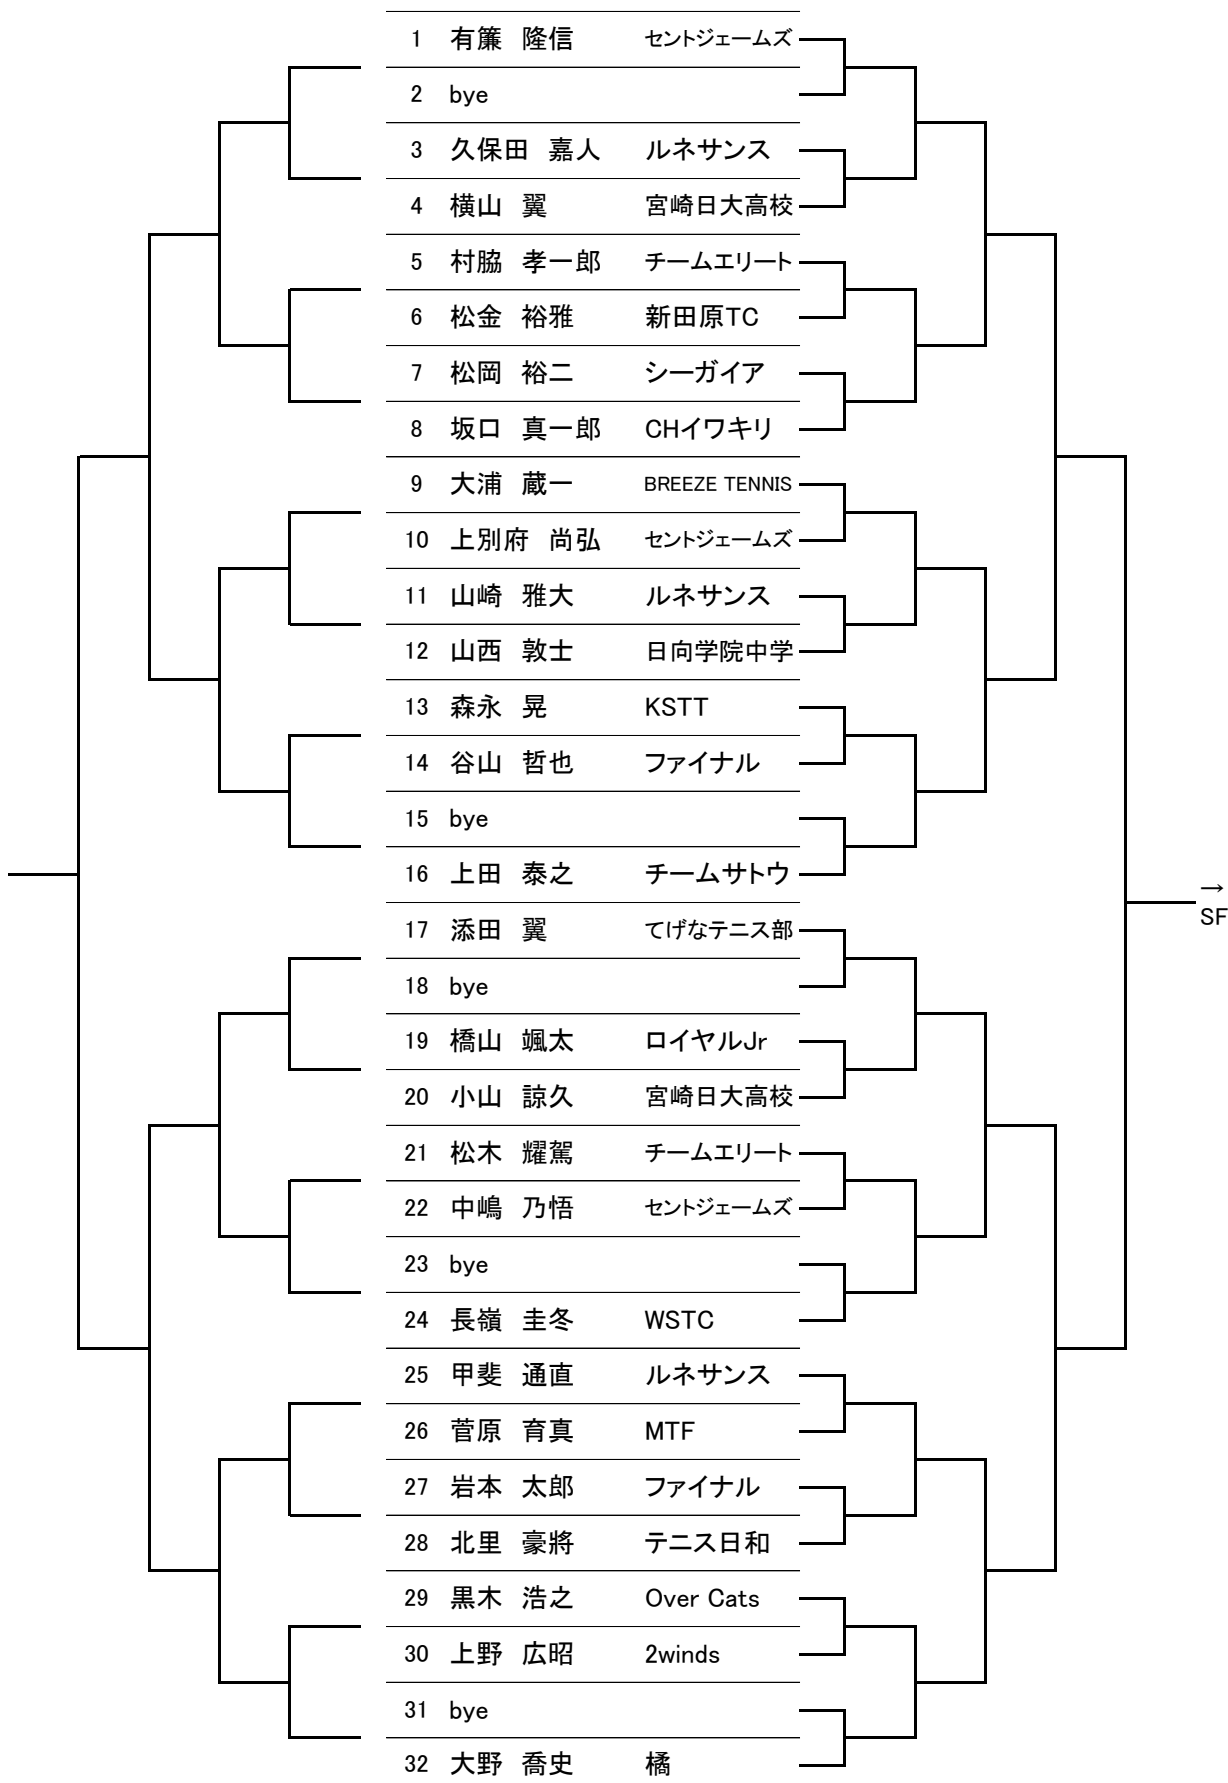 1 有簾 隆信 セントジェームズ
2 bye
3 久保田 嘉人 ルネサンス
4 横山 翼 宮崎日大高校
5 村脇 孝一郎 チームエリート
6 松金 裕雅 新田原TC
7 松岡 裕二 シーガイア
8 坂口 真一郎 CHイワキリ
9 大浦 蔵一 BREEZE TENNIS
10 上別府 尚弘 セントジェームズ
11 山崎 雅大 ルネサンス
12 山西 敦士 日向学院中学
13 森永 晃 KSTT
14 谷山 哲也 ファイナル
15 bye
16 上田 泰之 チームサトウ
→
SF
17 添田 翼 てげなテニス部
18 bye
19 橋山 颯太 ロイヤルJr
20 小山 諒久 宮崎日大高校
21 松木 耀駕 チームエリート
22 中嶋 乃悟 セントジェームズ
23 bye
24 長嶺 圭冬 WSTC
25 甲斐 通直 ルネサンス
26 菅原 育真 MTF
27 岩本 太郎 ファイナル
28 北里 豪將 テニス日和
29 黒木 浩之 Over Cats
30 上野 広昭 2winds
31 bye
32 大野 喬史 橘